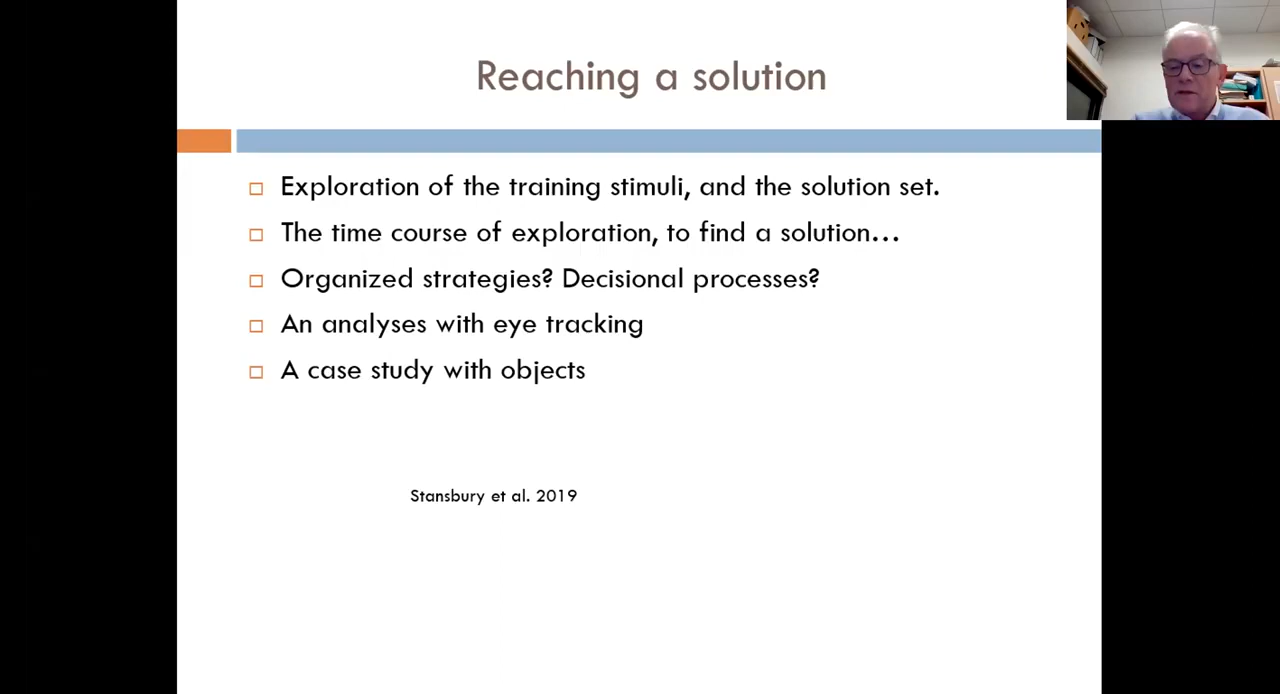 Reaching a solution
Exploration of the training stimuli, and the solution set.
The time course of exploration, to find a solution…
Organized strategies? Decisional processes?
An analyses with eye tracking
A case study with objects
Stansbury et al. 2019